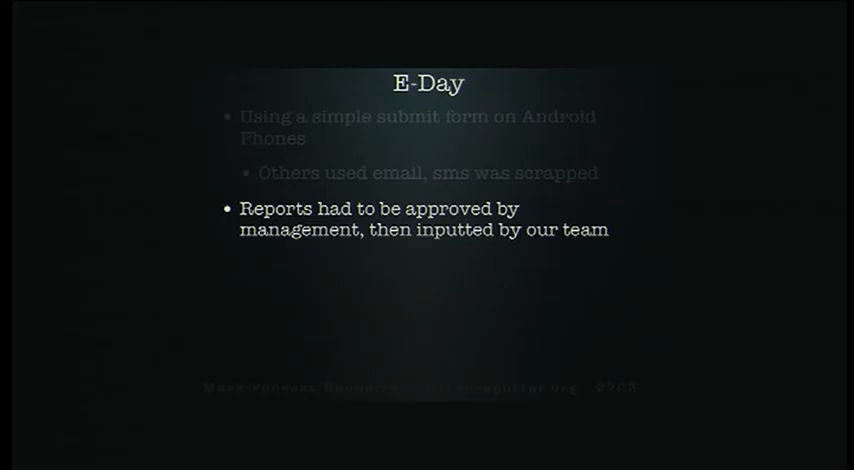 E-Day
• Using a simple submit form on Android
Phones
• Others used email, sms was scrapped
• Reports had to be approved by
management, then inputted by our team